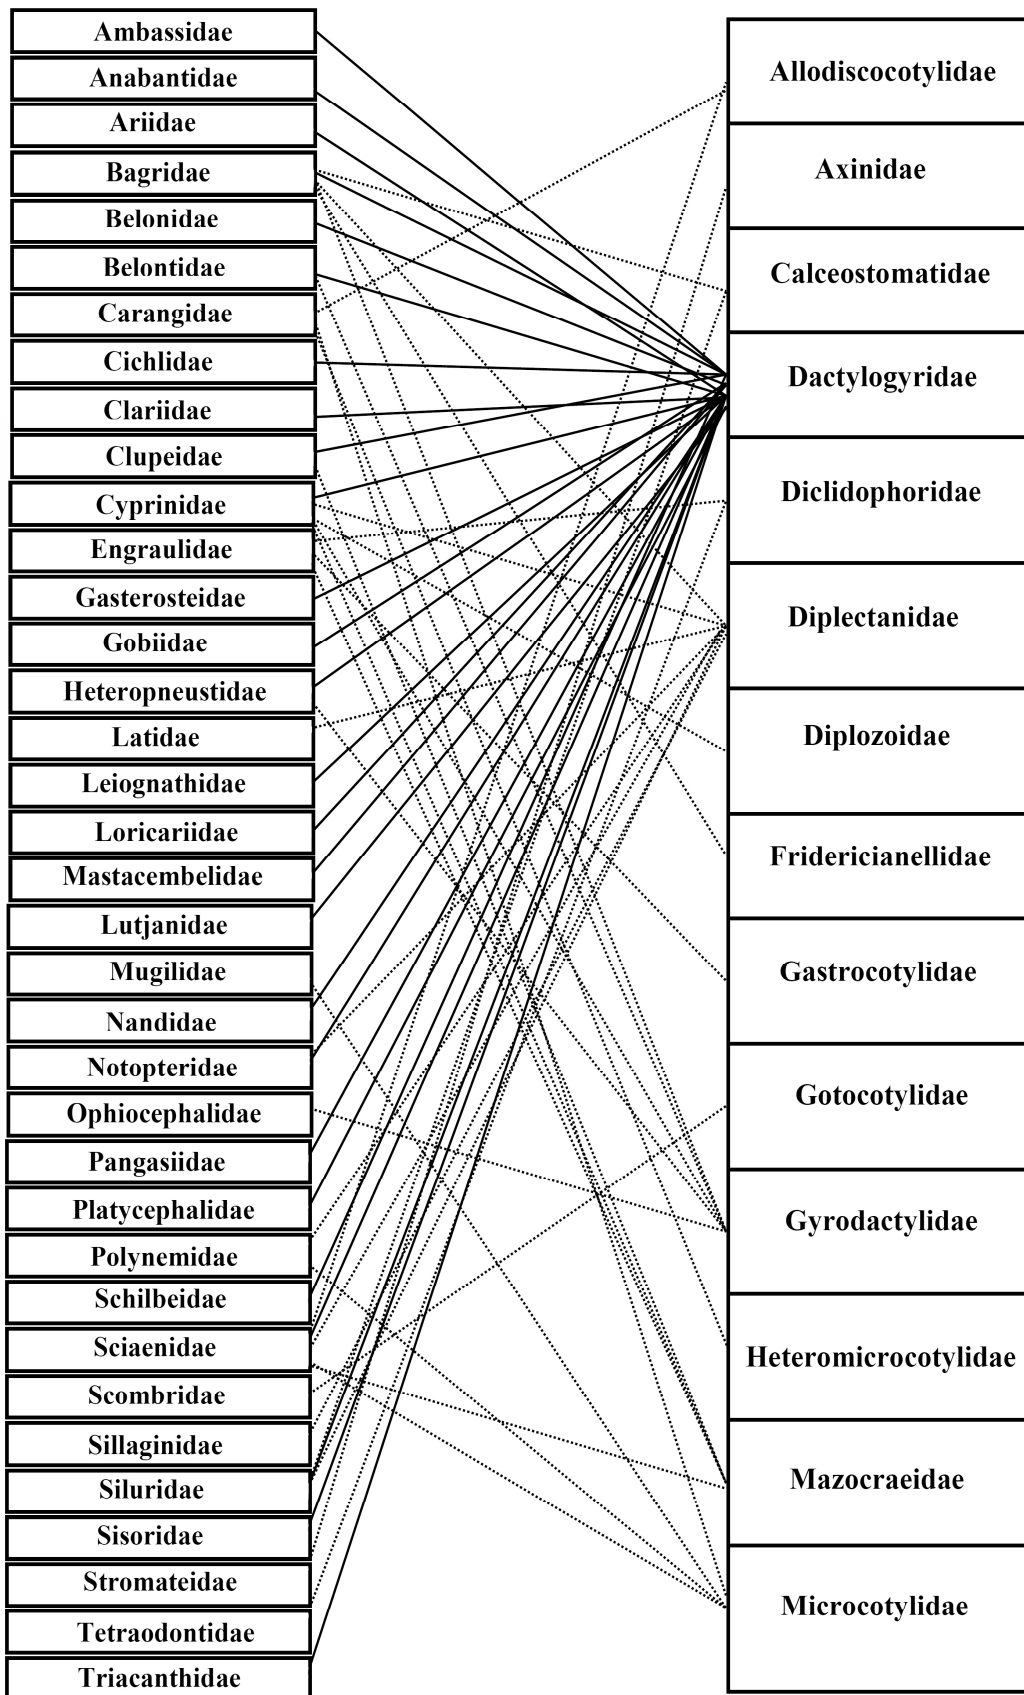 Ambassidae
Anabantidae
Ariidae
Bagridae
Belonidae
Belontidae
Carangidae
Cichlidae
Clariidae
Clupeidae
Cyprinidae
Engraulidae
Gasterosteidae
Gobiidae
Heteropneustidae
Latidae
Leiognathidae
Loricariidae
Mastacembelidae
Lutjanidae
Mugilidae
Nandidae
Notopteridae
Ophiocephalidae
Pangasiidae
Platycephalidae
Polynemidae
Schilbeidae
Sciaenidae
Scombridae
Sillaginidae
Siluridae
Sisoridae
Stromateidae
Tetraodontidae
Triacanthidae
Allodiscocotylidae
Axinidae
Calceostomatidae
Dactylogyridae
Diclidophoridae
Diplectanidae
Diplozoidae
Fridericianellidae
Gastrocotylidae
Gotocotylidae
Gyrodactylidae
Heteromicrocotylidae
Mazocraeidae
Microcotylidae